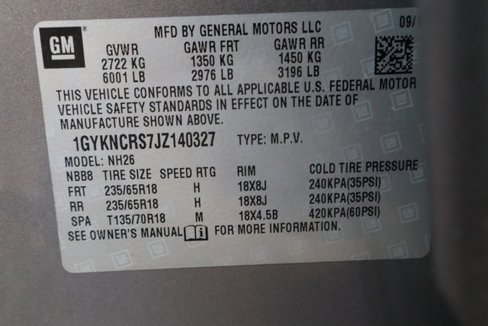 GM
MFD BY GENERAL MOTORS LLC 09/
GVWR GAWR FRT GAWR RR
2722 KG 1350 KG 1450 KG
6001 LB 2976 LB 3196 LB
THIS VEHICLE CONFORMS TO ALL APPLICABLE U.S. FEDERAL MOTOR
VEHICLE SAFETY STANDARDS IN EFFECT ON THE DATE OF
MANUFACTURE SHOWN ABOVE.
1GYKNCRS7JZ140327 TYPE: M.P.V.
MODEL: NH26
NBB8 TIRE SIZE SPEED RTG RIM COLD TIRE PRESSURE
FRT 235/65R18 H 18X8J 240KPA(35PSI)
RR 235/65R18 H 18X8J 240KPA(35PSI)
SPA T135/70R18 M 18X4.5B 420KPA(60PSI)
SEE OWNER'S MANUAL FOR MORE INFORMATION.